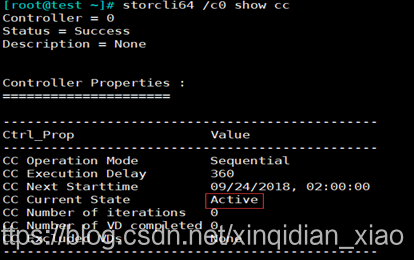 [root@test ~]# storcli64 /c0 show cc
Controller = 0
Status = Success
Description = None
Controller Properties :
=====================
-----------------------------------------------
Ctrl_Prop Value
-----------------------------------------------
CC Operation Mode Sequential
CC Execution Delay 360
CC Next Starttime 09/24/2018, 02:00:00
CC Current State Active
CC Number of iterations 0
CC Number of VD completed 0
CC Excluded VDs None
-----------------------------------------------
ttps://blog.csdn.net/xinqidian_xiao